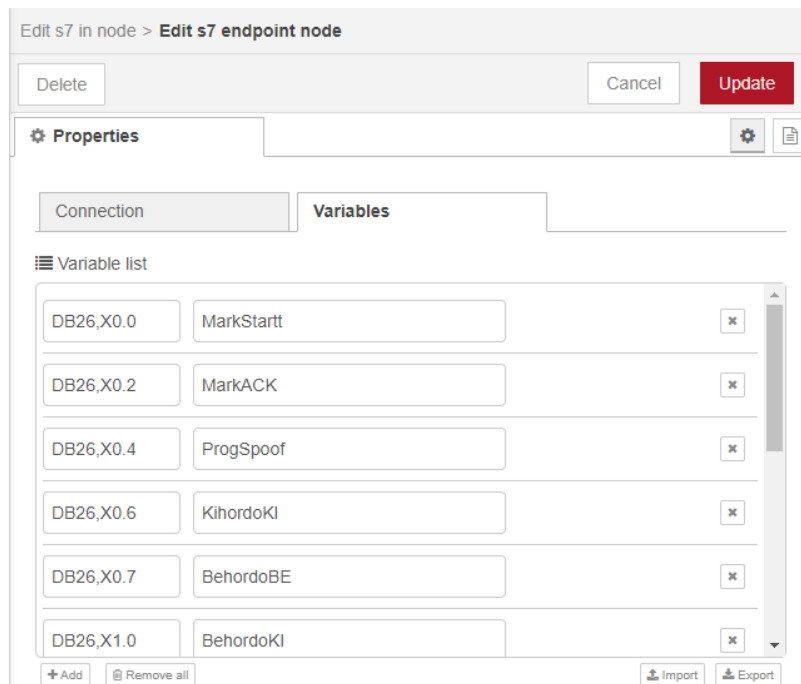 Edit s7 in node > Edit s7 endpoint node
Delete Cancel Update
Properties
Connection Variables
Variable list
DB26,X0.0 MarkStartt
DB26,X0.2 MarkACK
DB26,X0.4 ProgSpoof
DB26,X0.6 KihordoKI
DB26,X0.7 BehordoBE
DB26,X1.0 BehordoKI
+Add Remove all Import Export